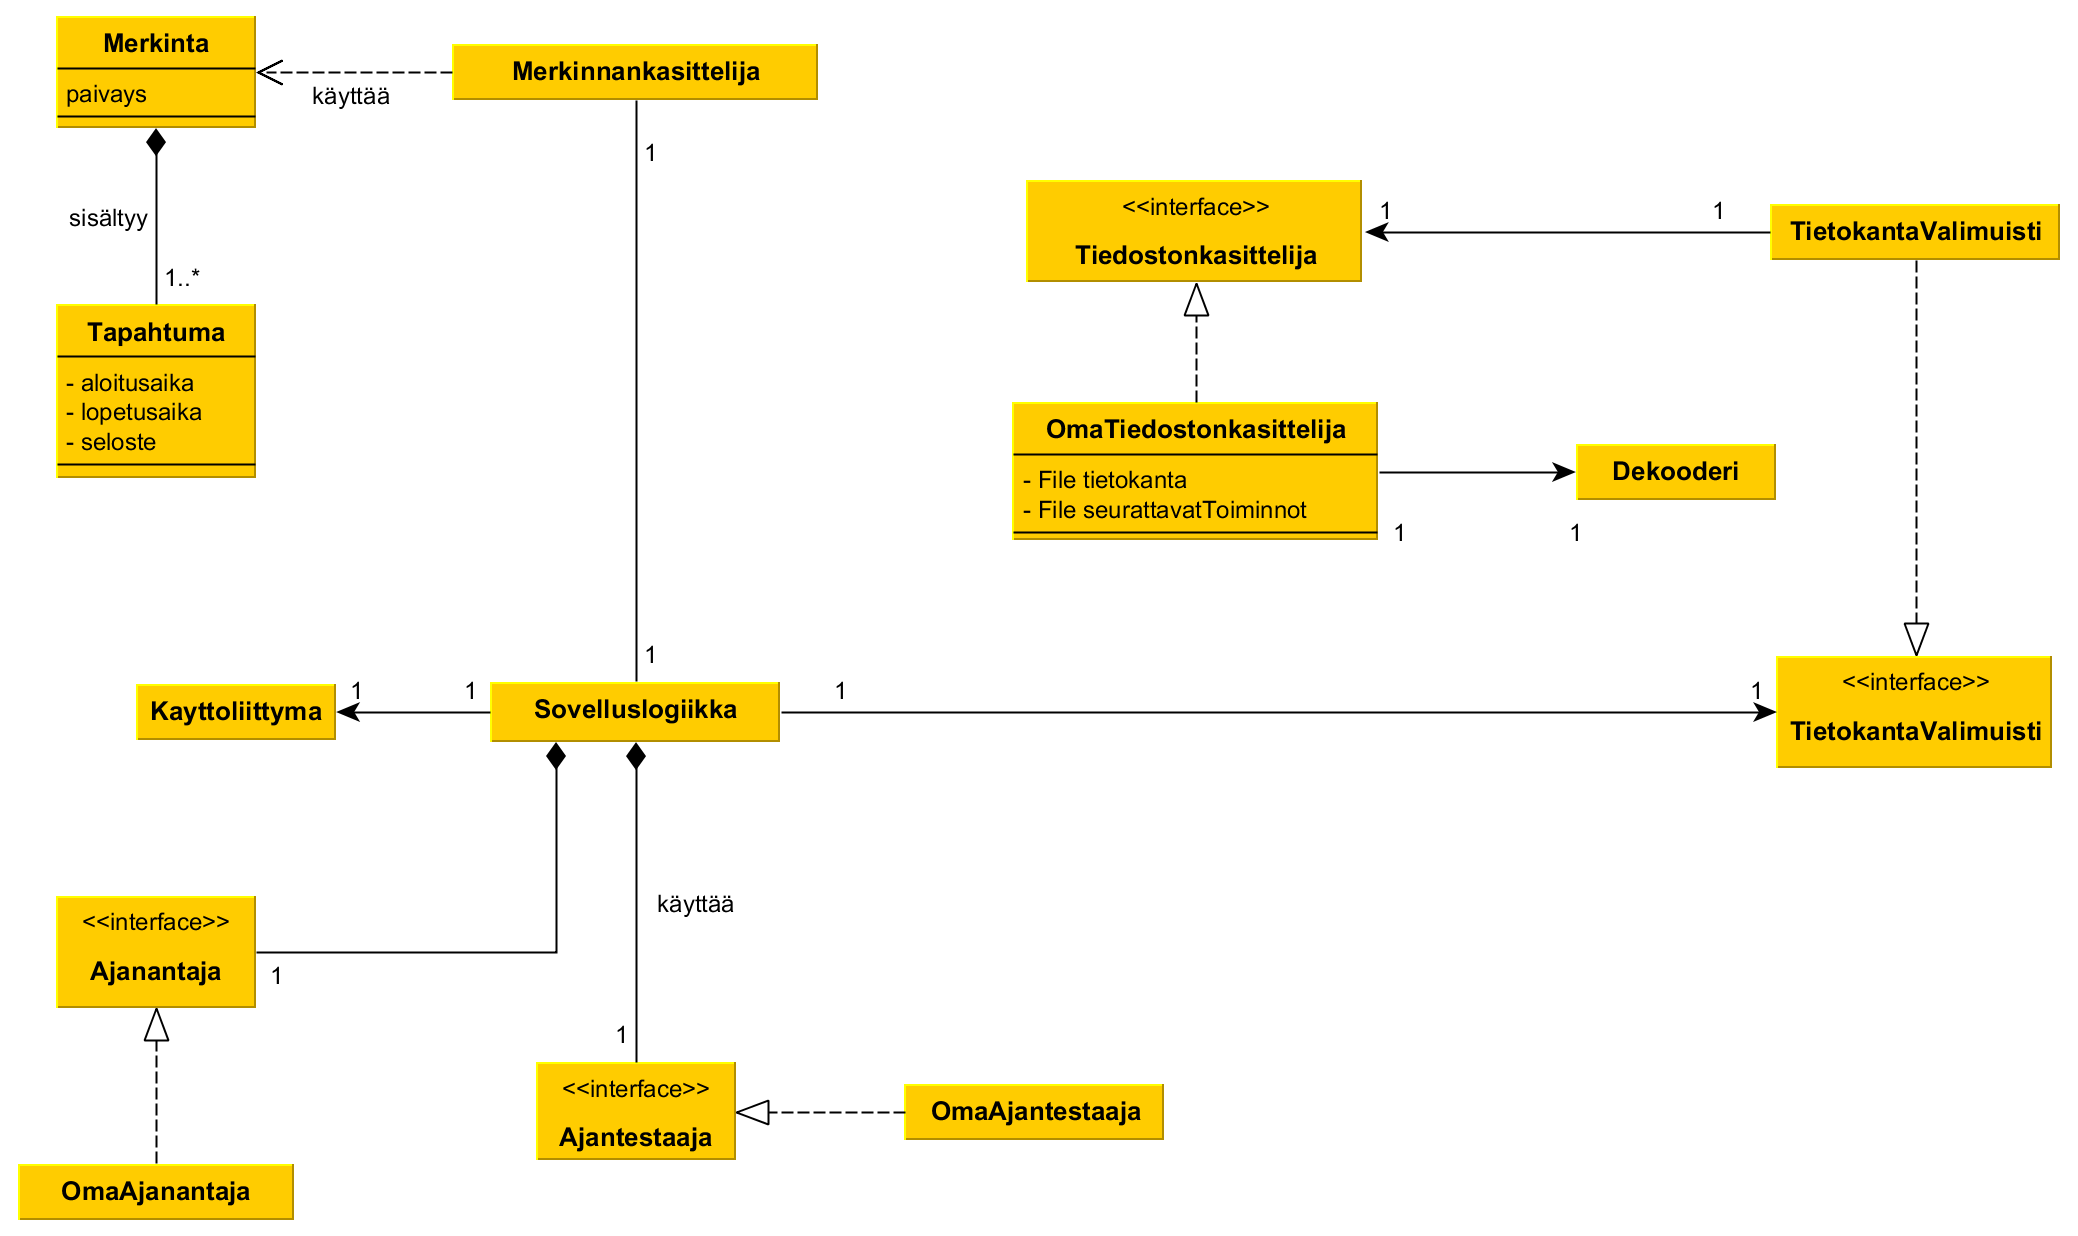 Merkinta
paivays
käyttää
Merkinnankasittelija
1
sisältyy
1..*
Tapahtuma
- aloitusaika
- lopetusaika
- seloste
<<interface>>
Tiedostonkasittelija
1
1
TietokantaValimuisti
OmaTiedostonkasittelija
- File tietokanta
- File seurattavatToiminnot
1
1
Dekooderi
1
Kayttoliittyma
1
1
Sovelluslogiikka
1
1
<<interface>>
TietokantaValimuisti
käyttää
<<interface>>
Ajanantaja
1
1
<<interface>>
Ajantestaaja
OmaAjantestaaja
OmaAjanantaja